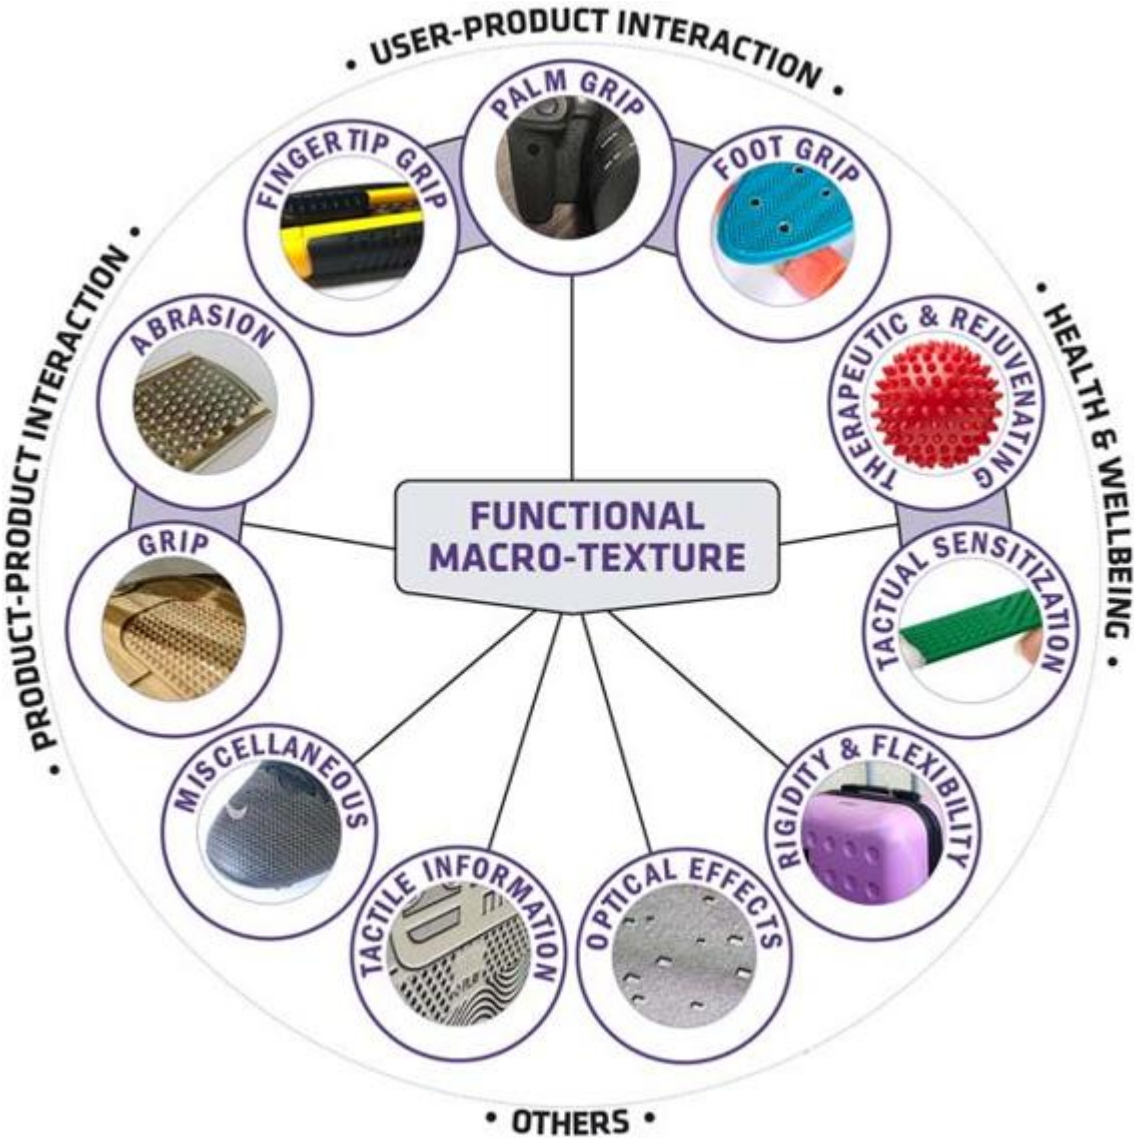 • USER-PRODUCT INTERACTION •
PALM GRIP
FINGERTIP GRIP
FOOT GRIP
• PRODUCT-PRODUCT INTERACTION •
ABRASION
GRIP
• HEALTH & WELLBEING •
THERAPEUTIC & REJUVENATING
TACTUAL SENSITIZATION
FUNCTIONAL
MACRO-TEXTURE
MISCELLANEOUS
TACTILE INFORMATION
OPTICAL EFFECTS
RIGIDITY & FLEXIBILITY
• OTHERS •